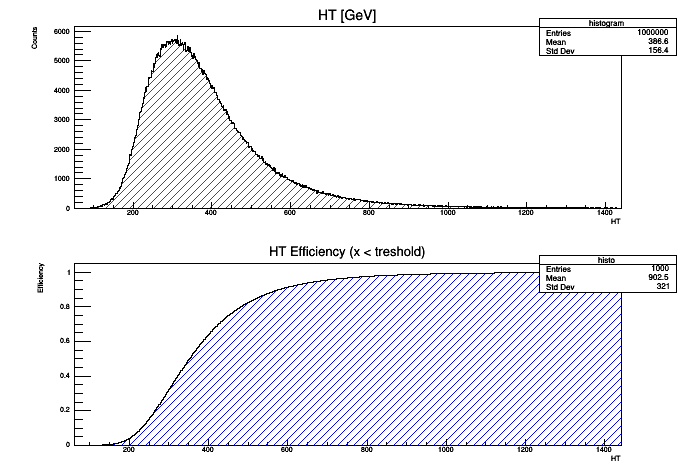 HT [GeV]
histogram
Entries 1000000
Mean 386.6
Std Dev 156.4
Counts
6000
5000
4000
3000
2000
1000
0
200 400 600 800 1000 1200 1400
HT
HT Efficiency (x < treshold)
histo
Entries 1000
Mean 902.5
Std Dev 321
Efficiency
1
0.8
0.6
0.4
0.2
0
200 400 600 800 1000 1200 1400
HT